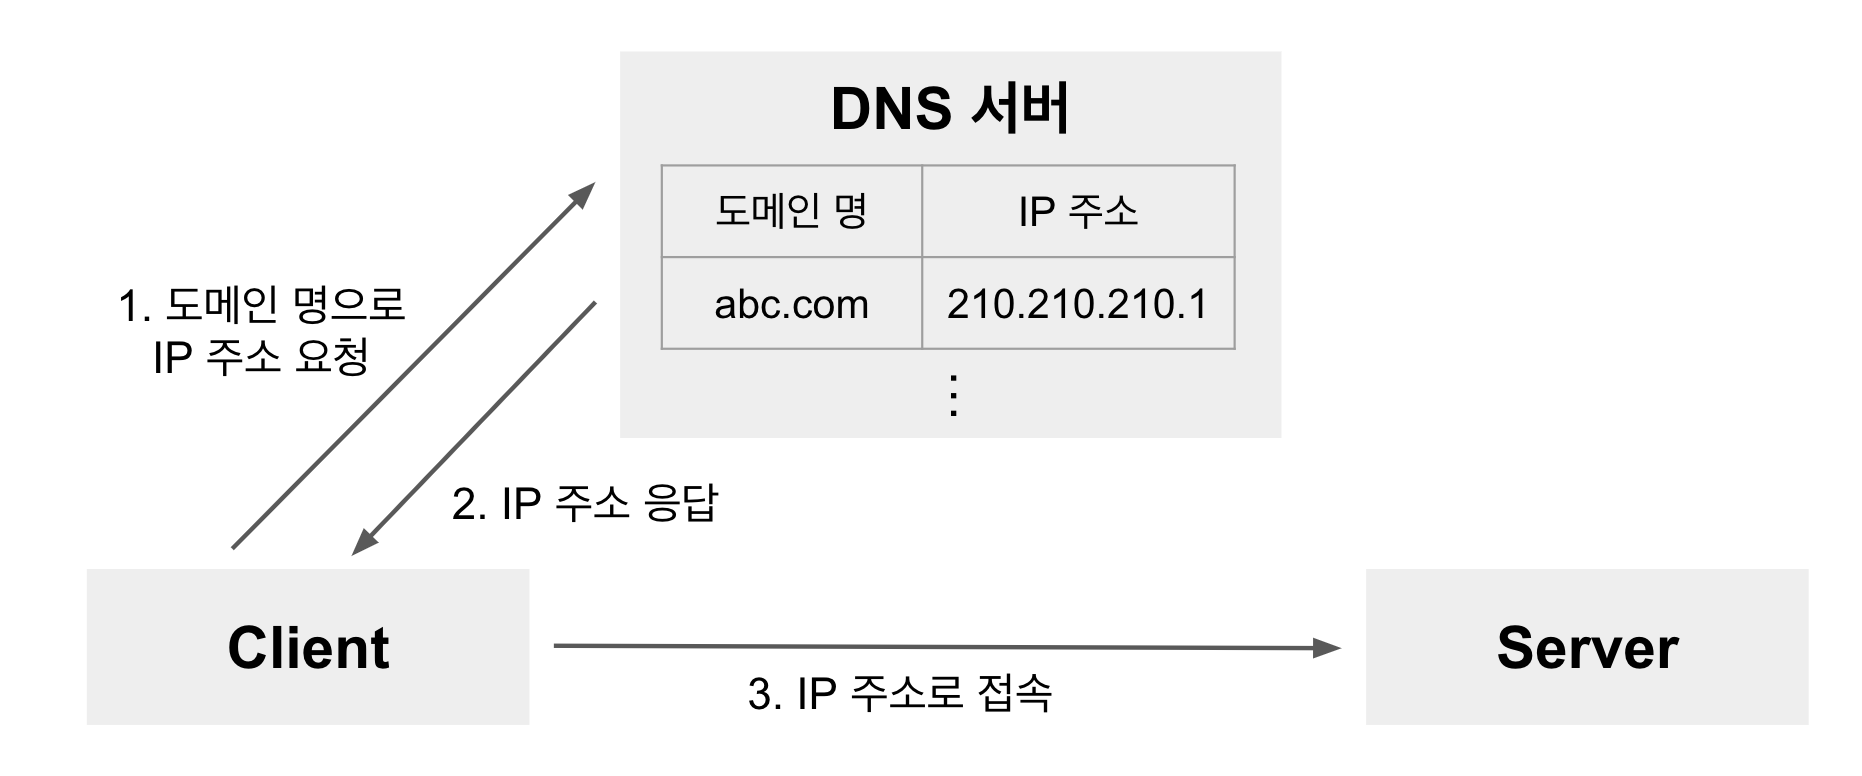 DNS 서버
도메인 명 IP 주소
abc.com 210.210.210.1
⋮
1. 도메인 명으로
IP 주소 요청
2. IP 주소 응답
Client
3. IP 주소로 접속
Server